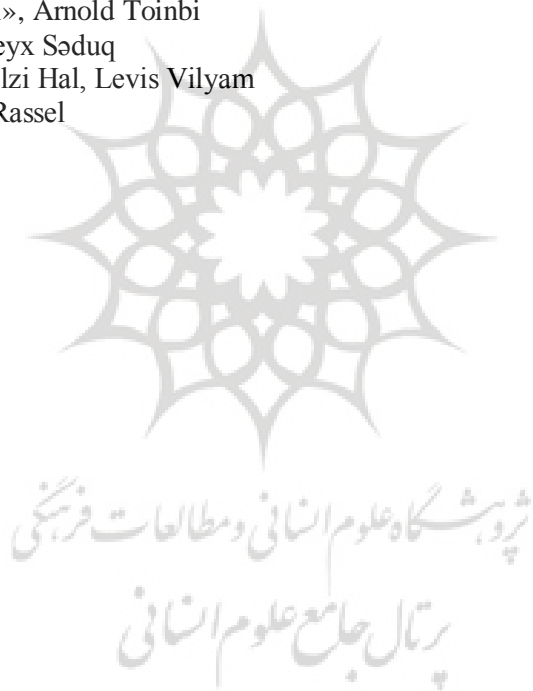 », Arnold Toinbi
eyx Səduq
lzi Hal, Levis Vilyam
Rassel
پژوهشگاه علوم انسانی و مطالعات فرهنگی
پرتال جامع علوم انسانی